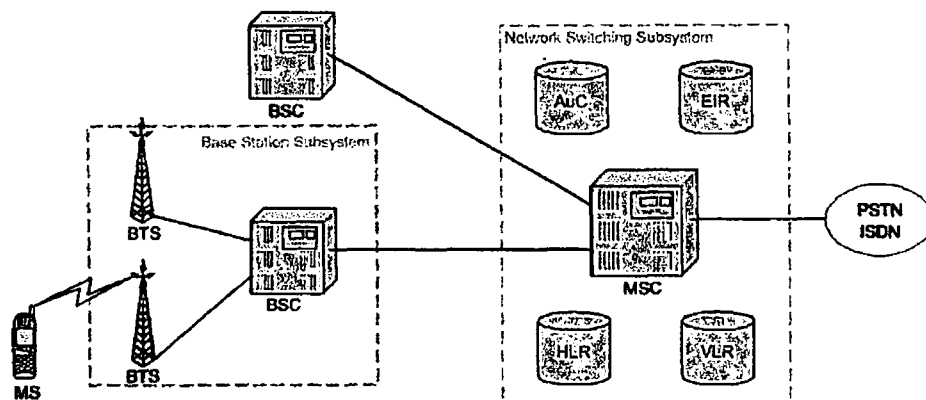 Network Switching Subsystem
AuC
EIR
BSC
Base Station Subsystem
BTS
BSC
MSC
PSTN
ISDN
BTS
MS
HLR
VLR